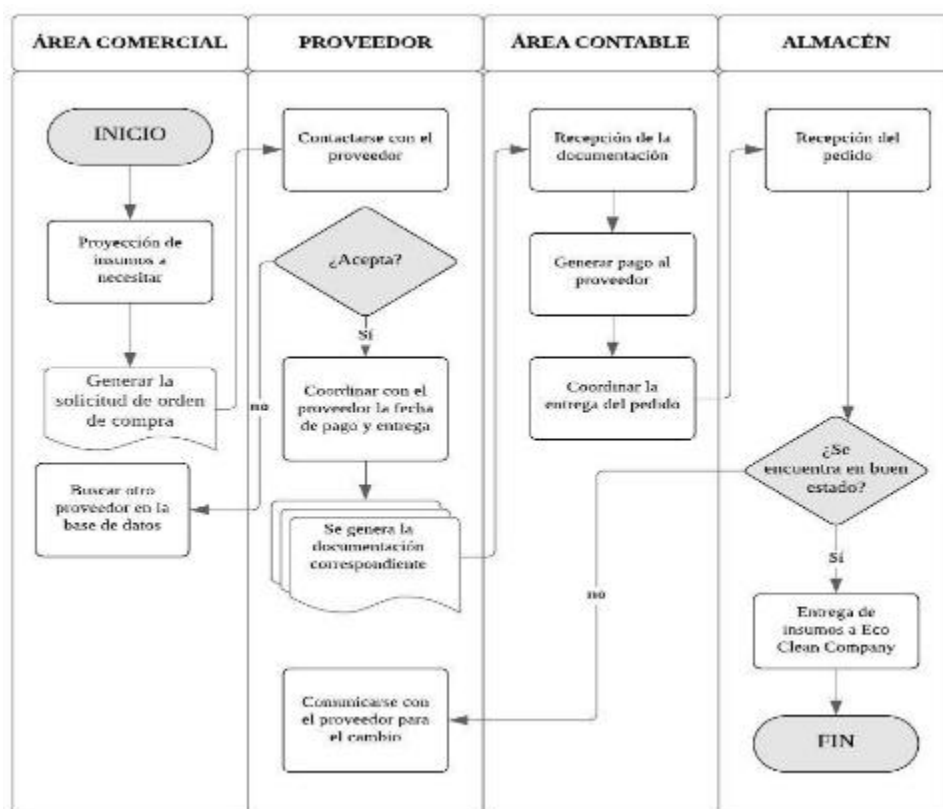 ÁREA COMERCIAL
PROVEEDOR
ÁREA CONTABLE
ALMACÉN
INICIO
Proyección de
insumos a
necesitar
Generar la
solicitud de orden
de compra
Buscar otro
proveedor en la
base de datos
Contactarse con el
proveedor
¿Acepta?
no
Sí
Coordinar con el
proveedor la fecha
de pago y entrega
Se genera la
documentación
correspondiente
Comunicarse con
el proveedor para
el cambio
Recepción de la
documentación
Generar pago al
proveedor
Coordinar la
entrega del pedido
no
Recepción del
pedido
¿Se
encuentra en buen
estado?
Sí
Entrega de
insumos a Eco
Clean Company
FIN